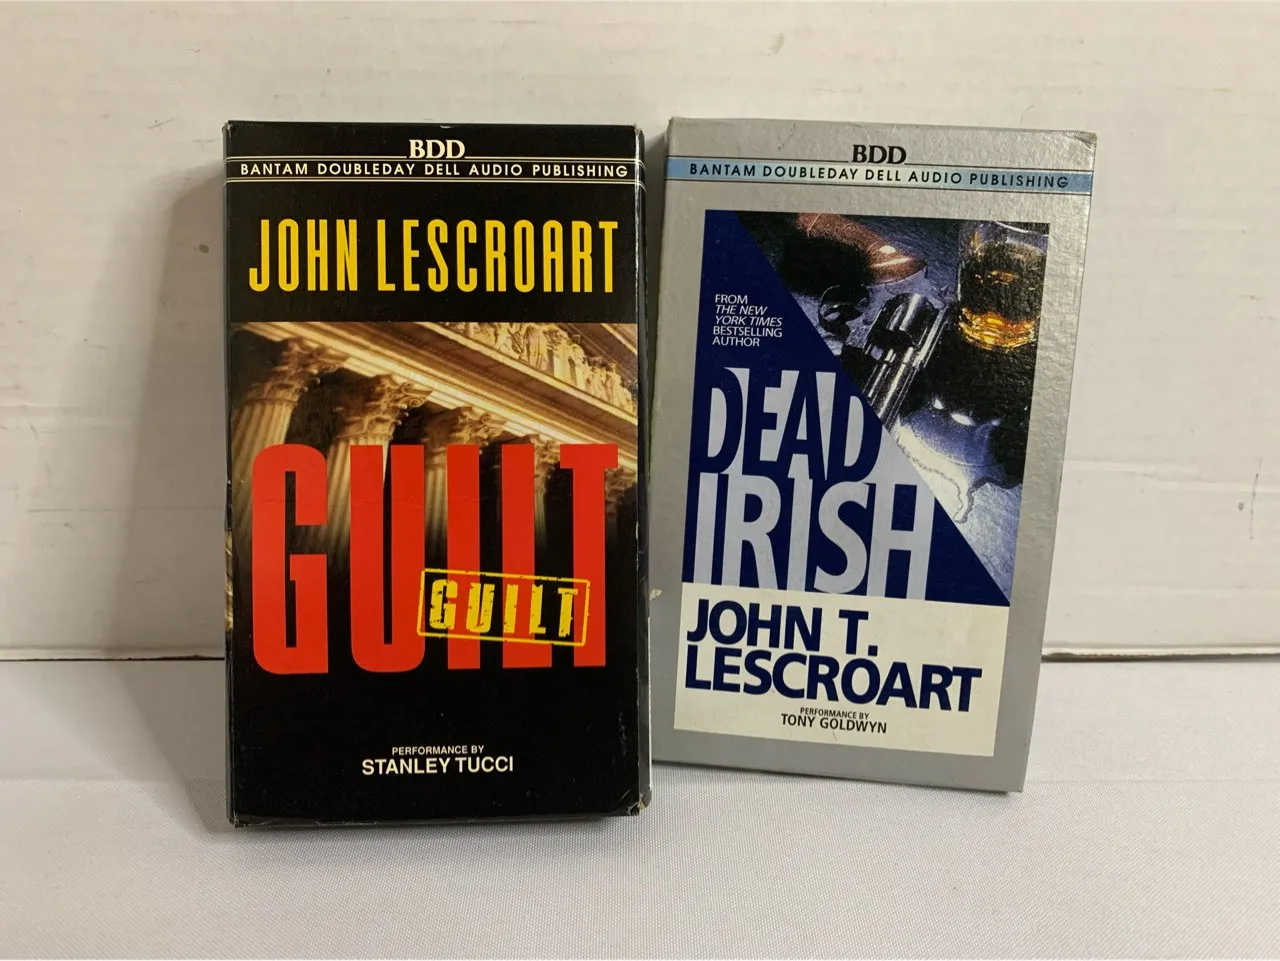 BDD
BANTAM DOUBLEDAY DELL AUDIO PUBLISHING
JOHN LESCROART
GUILT
GUILT
PERFORMANCE BY
STANLEY TUCCI
BDD
BANTAM DOUBLEDAY DELL AUDIO PUBLISHING
FROM
THE NEW
YORK TIMES
BESTSELLING
AUTHOR
DEAD
IRISH
JOHN T.
LESCROART
PERFORMANCE BY
TONY GOLDWYN